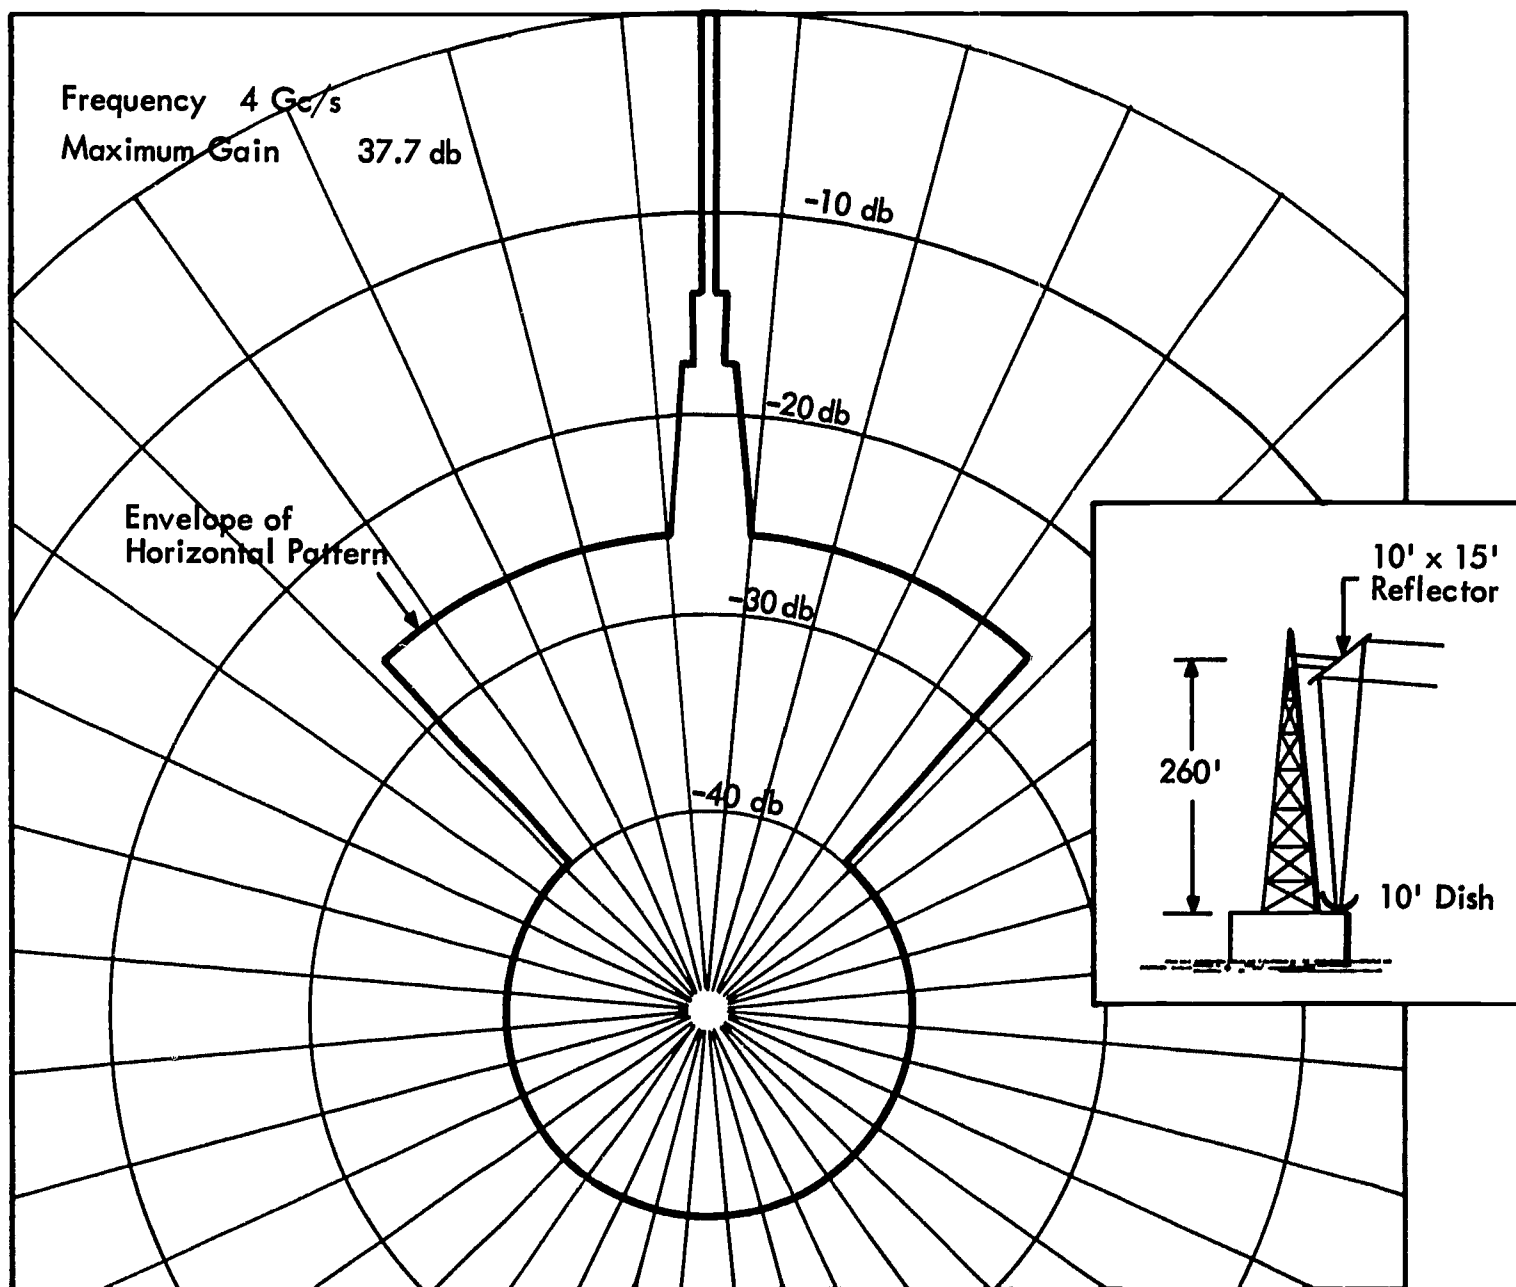 Frequency 4 Gc/s
Maximum Gain 37.7 db
-10 db
-20 db
Envelope of
Horizontal Pattern
-30 db
-40 db
10' x 15'
Reflector
260'
10' Dish